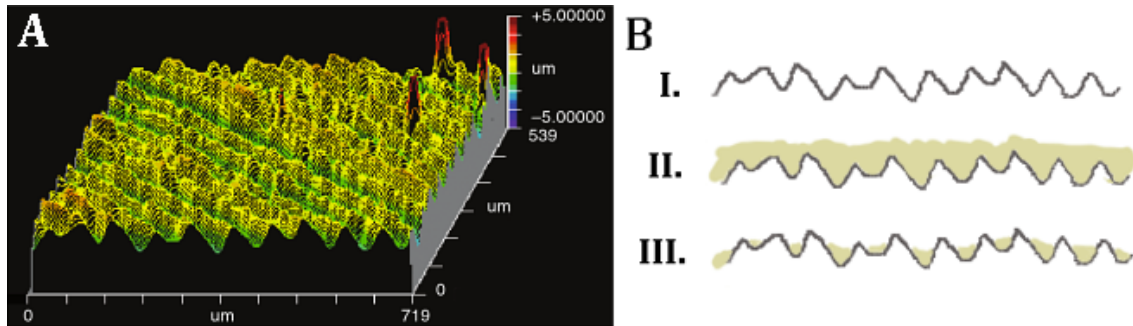 A
+5.00000
um
−5.00000
539
um
0
0
um
719
B
I.
II.
III.